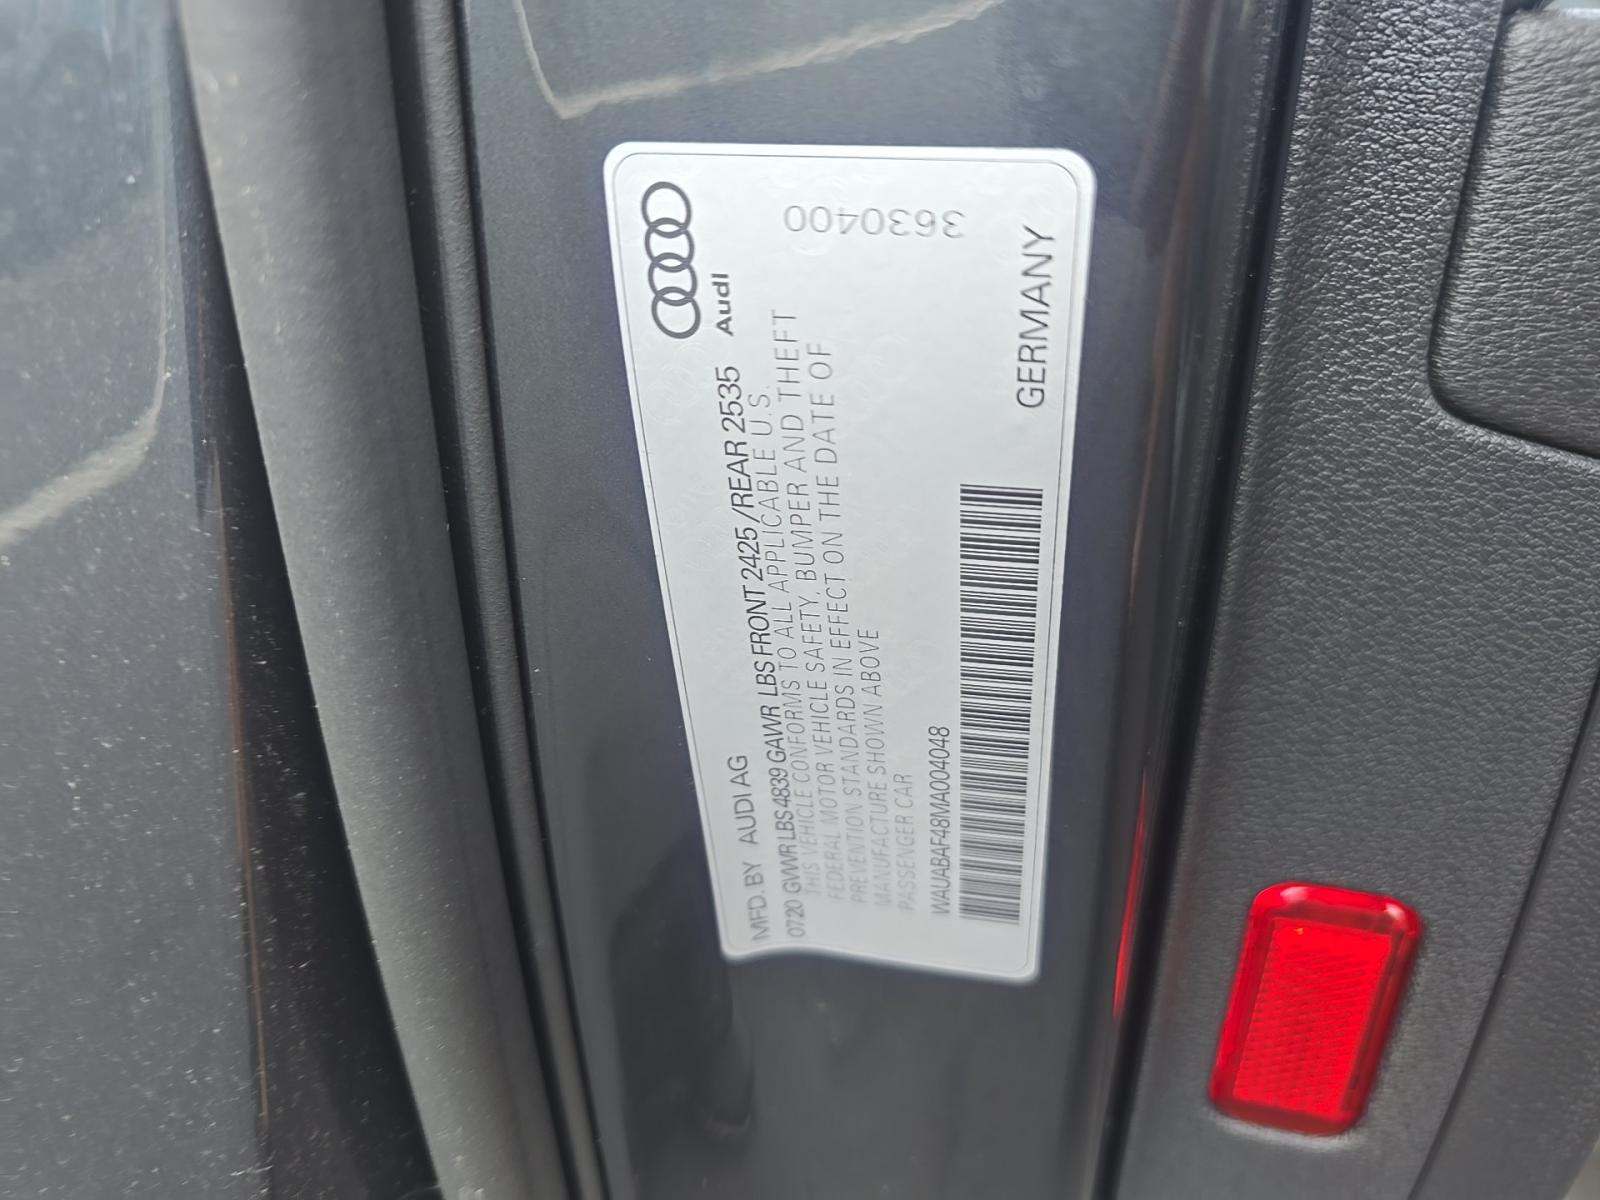 Audi
MFD. BY AUDI AG
0720 GVWR LBS 4839 GAWR LBS FRONT 2425 / REAR 2535
THIS VEHICLE CONFORMS TO ALL APPLICABLE U.S.
FEDERAL MOTOR VEHICLE SAFETY, BUMPER AND THEFT
PREVENTION STANDARDS IN EFFECT ON THE DATE OF
MANUFACTURE SHOWN ABOVE
PASSENGER CAR
WAUABAF48MA004048
GERMANY
3630400